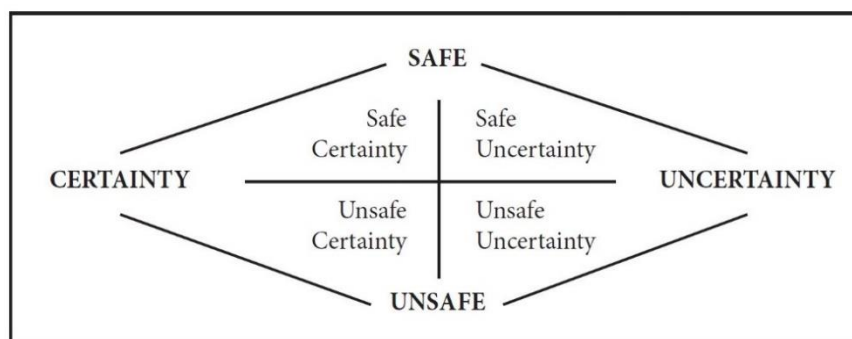 SAFE
Safe
Certainty
Safe
Uncertainty
CERTAINTY
UNCERTAINTY
Unsafe
Certainty
Unsafe
Uncertainty
UNSAFE